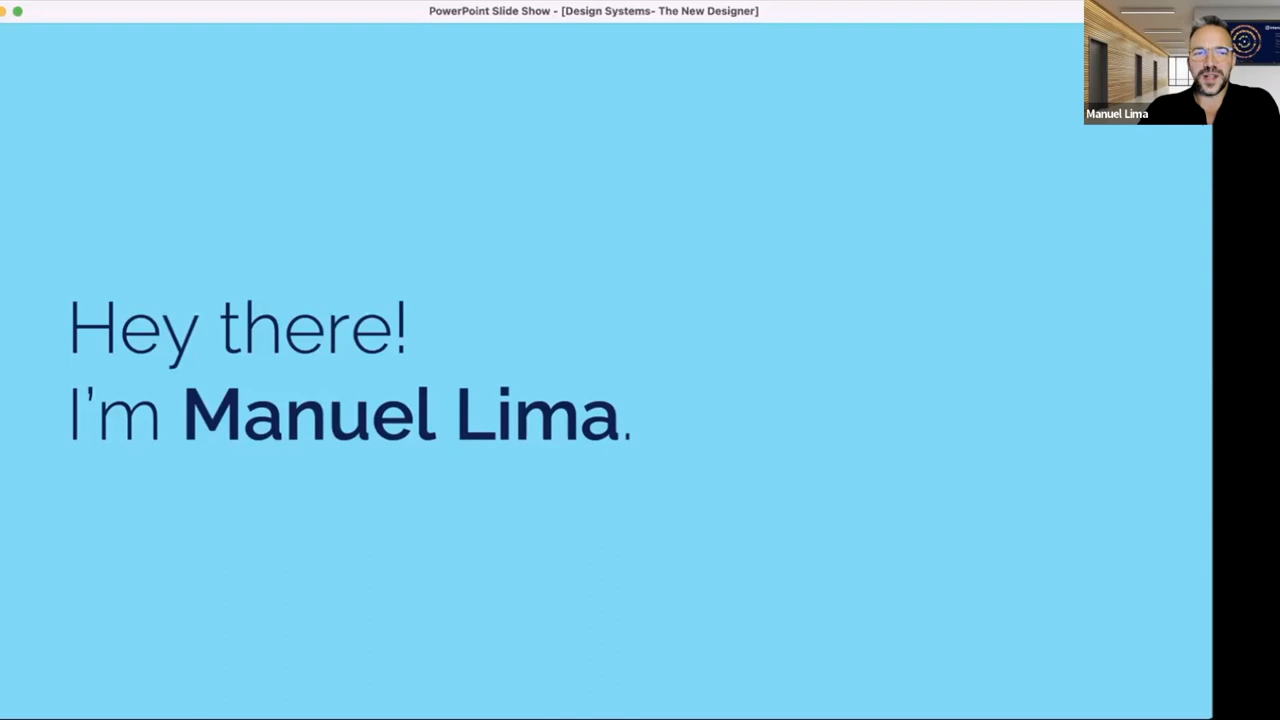 PowerPoint Slide Show - [Design Systems- The New Designer]
Manuel Lima
Hey there!
I’m Manuel Lima.